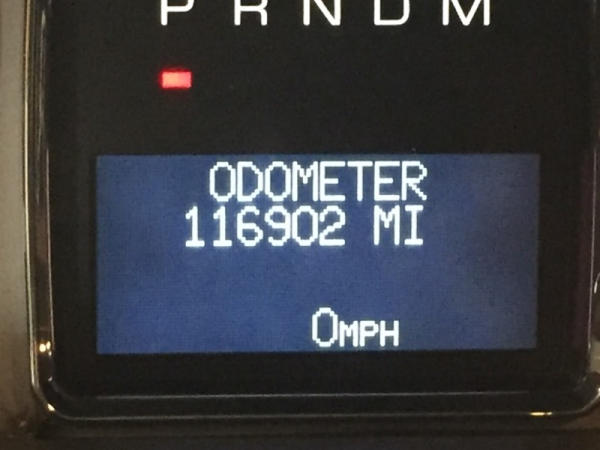 P R N D M
ODOMETER
116902 MI
0MPH